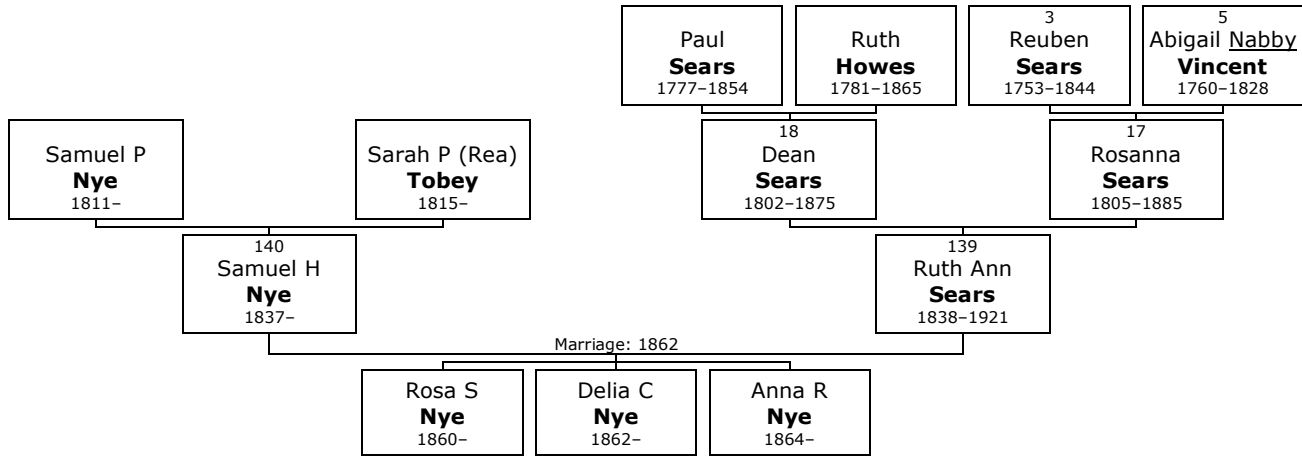 Paul
Sears
1777–1854
Ruth
Howes
1781–1865
3
Reuben
Sears
1753–1844
5
Abigail Nabby
Vincent
1760–1828
Samuel P
Nye
1811–
Sarah P (Rea)
Tobey
1815–
18
Dean
Sears
1802–1875
17
Rosanna
Sears
1805–1885
140
Samuel H
Nye
1837–
139
Ruth Ann
Sears
1838–1921
Marriage: 1862
Rosa S
Nye
1860–
Delia C
Nye
1862–
Anna R
Nye
1864–